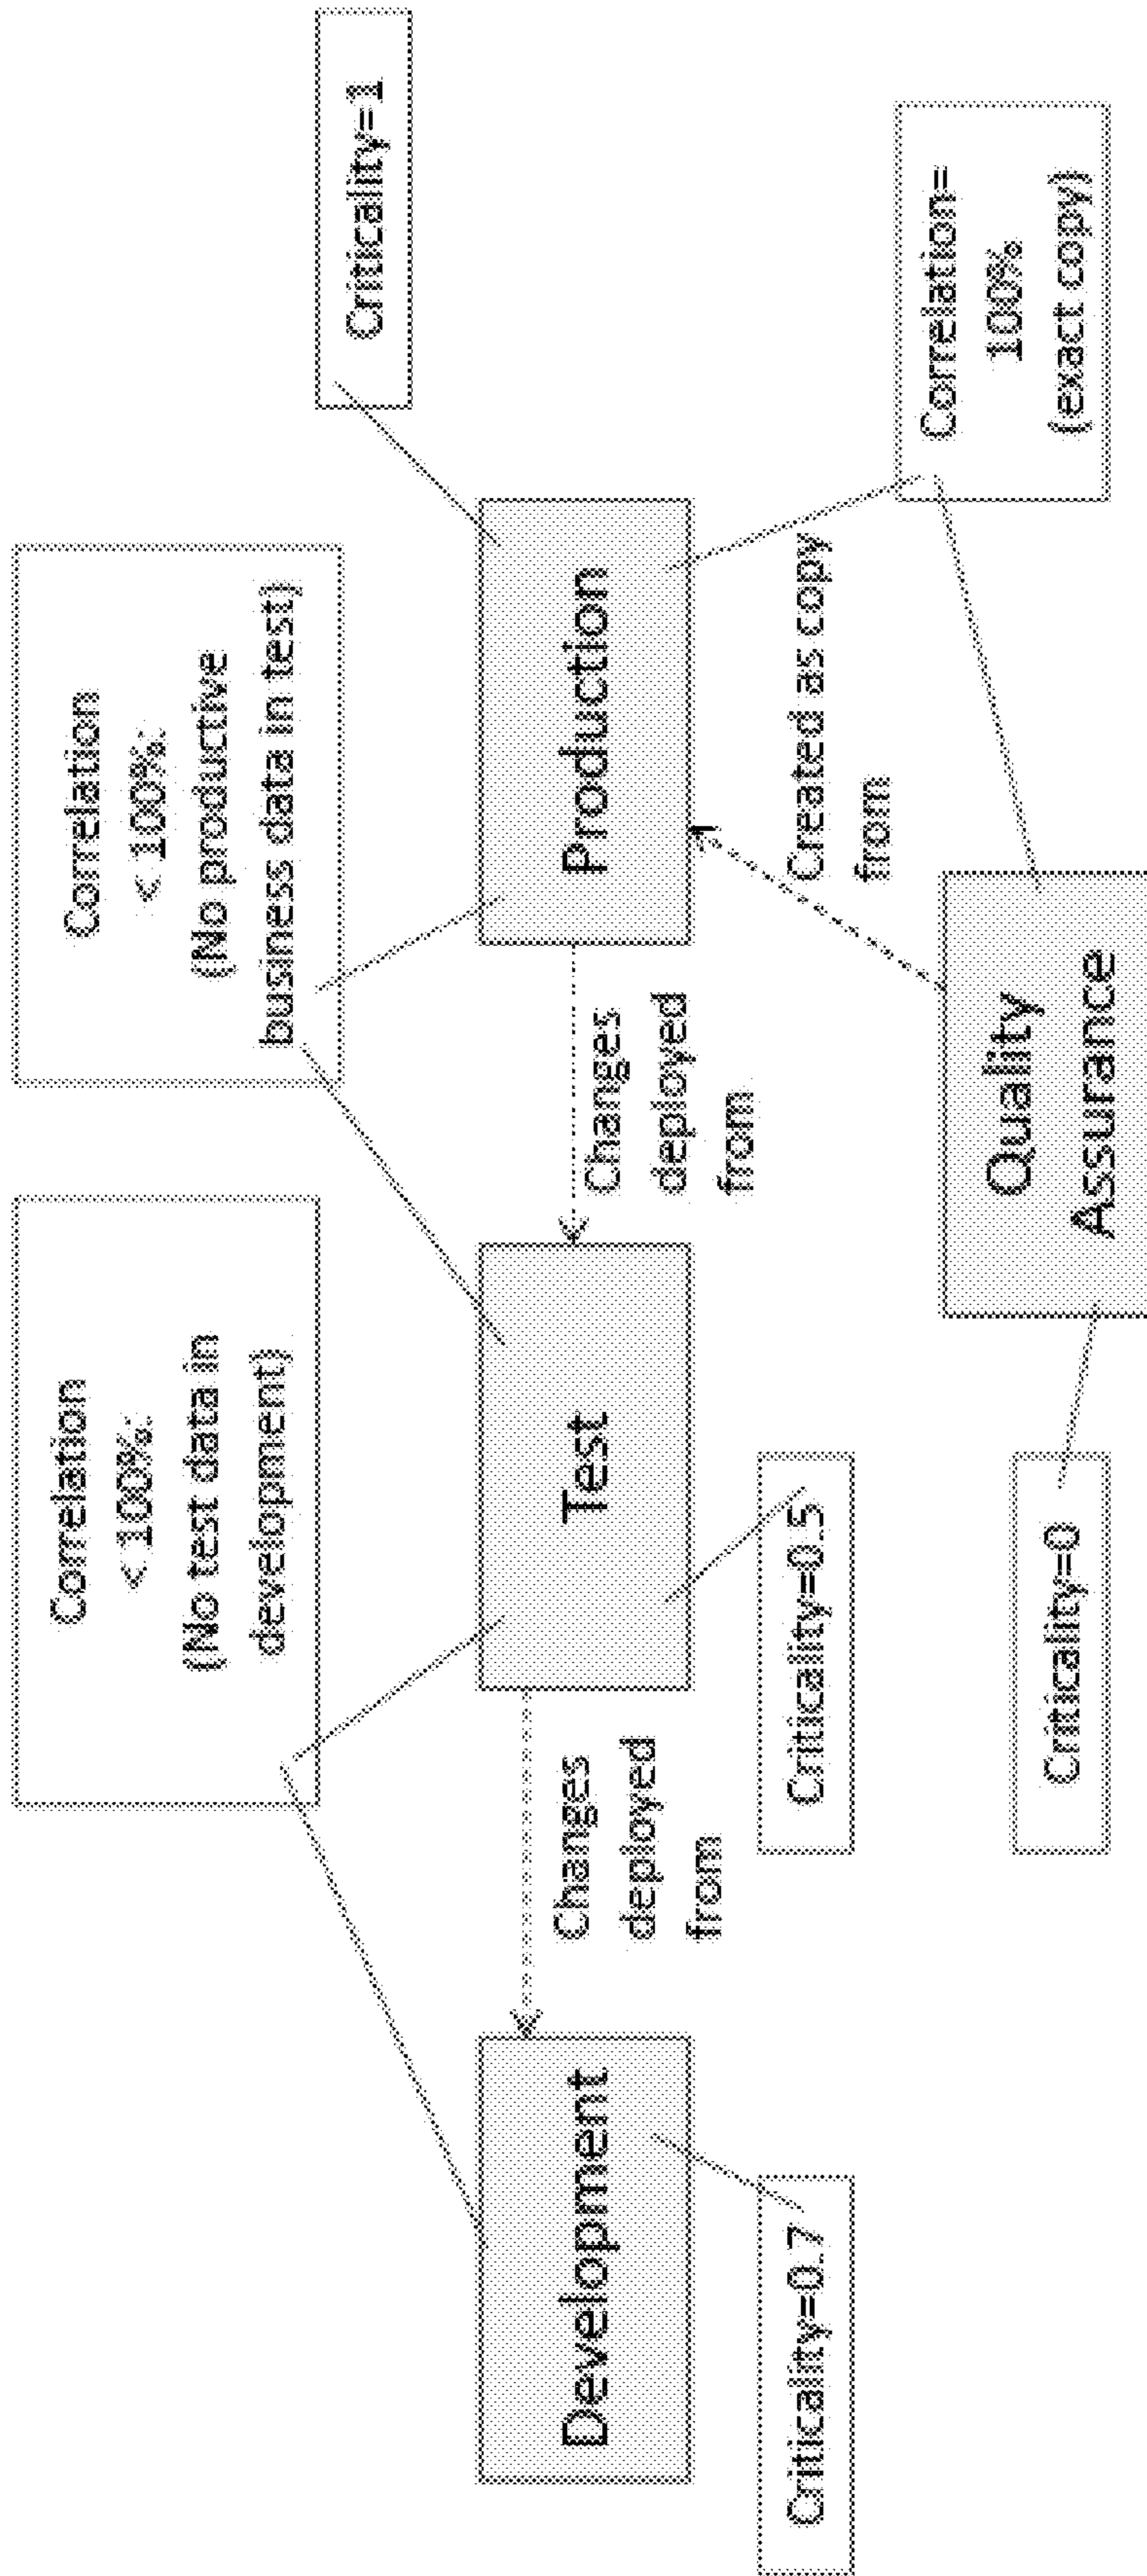 Correlation
< 100%:
(No test data in
development)
Correlation
< 100%:
(No productive
business data in test)
Criticality=1
Development
Changes
deployed
from
Test
Changes
deployed
from
Production
Criticality=0.7
Criticality=0.5
Created as copy
from
Correlation=
100%
(exact copy)
Criticality=0
Quality
Assurance